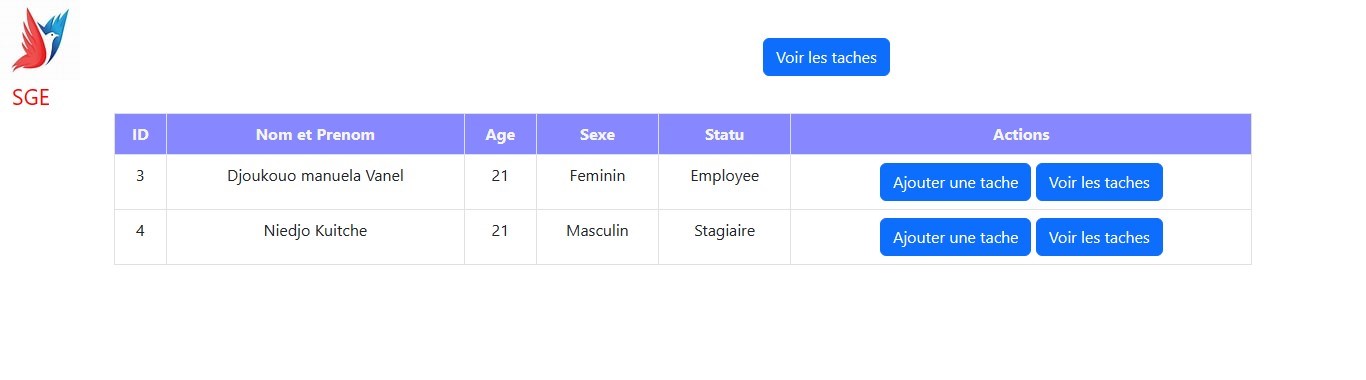 Voir les taches
SGE
ID Nom et Prenom Age Sexe Statu Actions
3 Djoukouo manuela Vanel 21 Feminin Employee Ajouter une tache Voir les taches
4 Niedjo Kuitche 21 Masculin Stagiaire Ajouter une tache Voir les taches